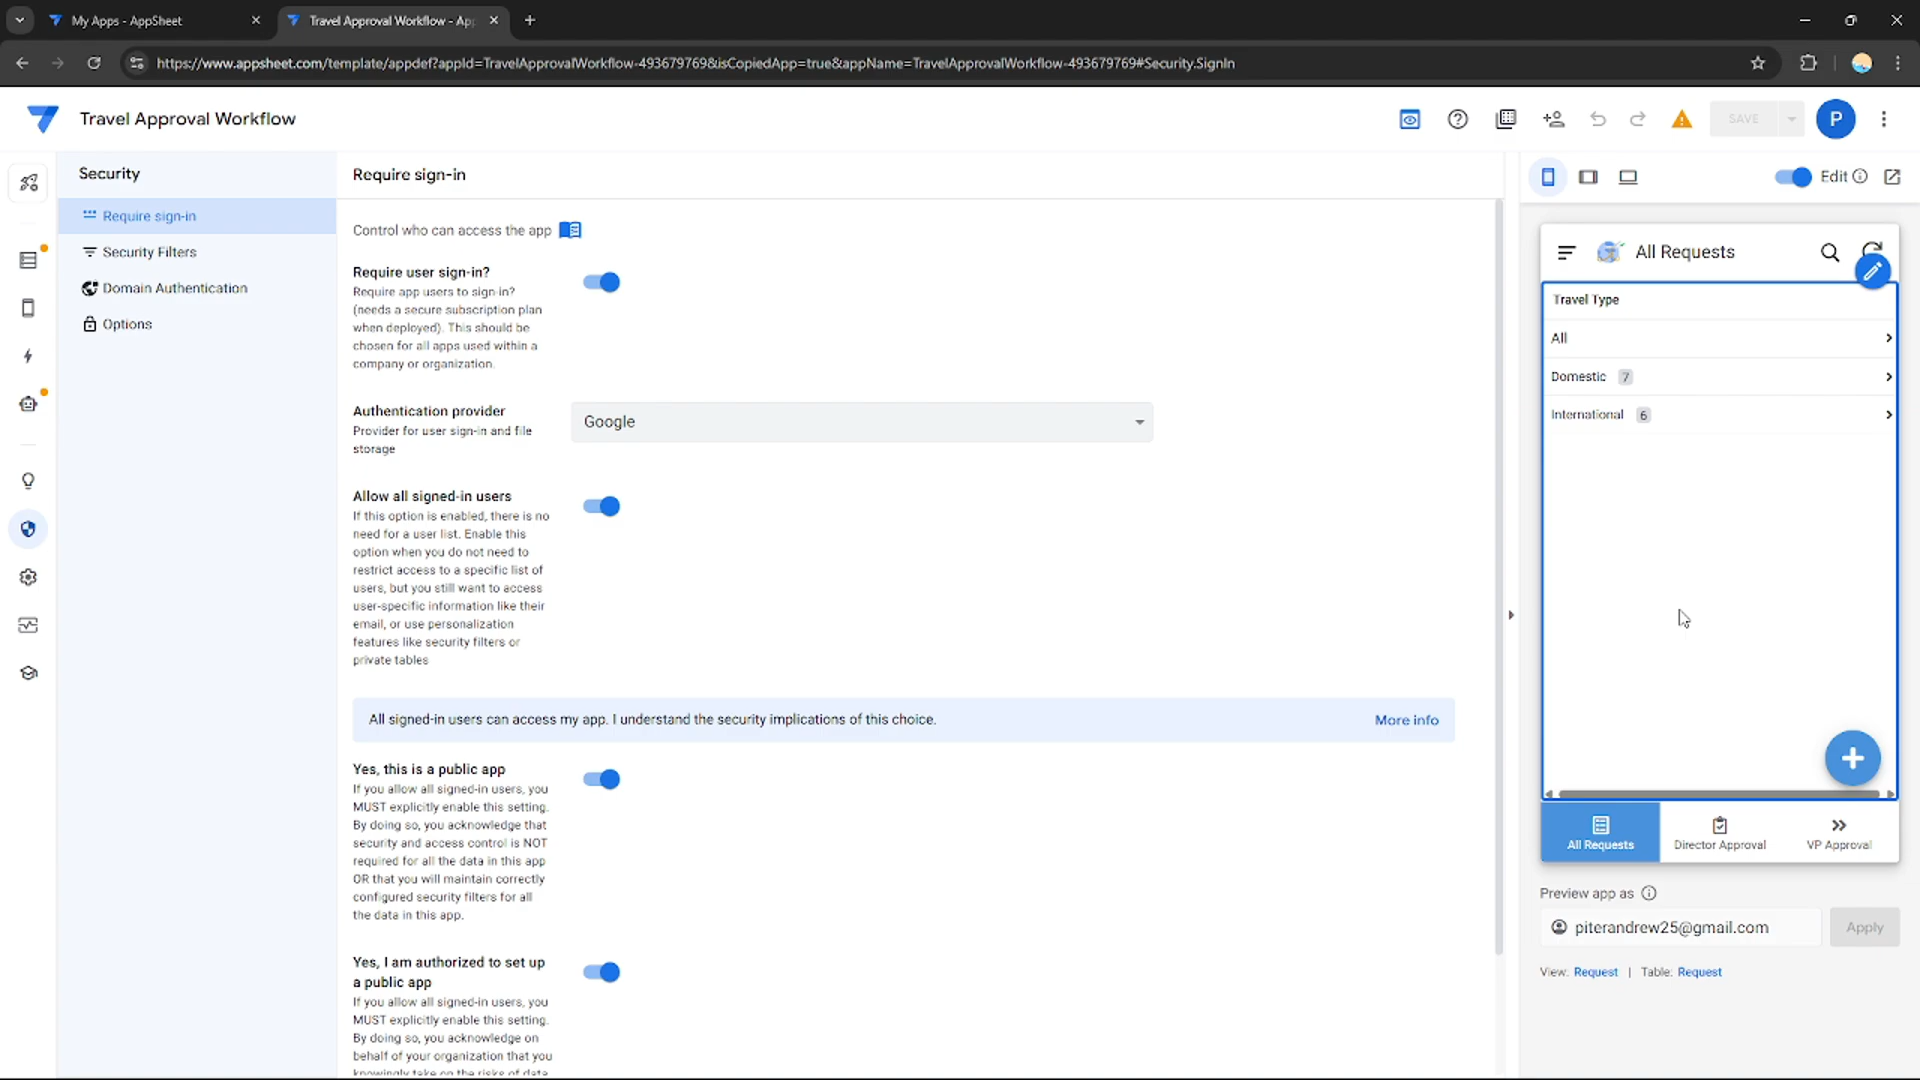 My Apps - AppSheet
Travel Approval Workflow - App
https://www.appsheet.com/template/appdef?appId=TravelApprovalWorkflow-493679769&isCopiedApp=true&appName=TravelApprovalWorkflow-493679769#Security.SignIn
Travel Approval Workflow
SAVE
P
Security
Require sign-in
Security Filters
Domain Authentication
Options
Require sign-in
Control who can access the app
Require user sign-in?
Require app users to sign-in?
(needs a secure subscription plan
when deployed). This should be
chosen for all apps used within a
company or organization.
Authentication provider
Provider for user sign-in and file
storage
Google
Allow all signed-in users
If this option is enabled, there is no
need for a user list. Enable this
option when you do not need to
restrict access to a specific list of
users, but you still want to access
user-specific information like their
email, or use personalization
features like security filters or
private tables
All signed-in users can access my app. I understand the security implications of this choice.
More info
Yes, this is a public app
If you allow all signed-in users, you
MUST explicitly enable this setting.
By doing so, you acknowledge that
security and access control is NOT
required for all the data in this app
OR that you will maintain correctly
configured security filters for all
the data in this app.
Yes, I am authorized to set up
a public app
If you allow all signed-in users, you
MUST explicitly enable this setting.
By doing so, you acknowledge on
behalf of your organization that you
knowingly take on the risks of data
Edit
All Requests
Travel Type
All
Domestic 7
International 6
All Requests
Director Approval
VP Approval
Preview app as
piterandrew25@gmail.com
Apply
View: Request | Table: Request